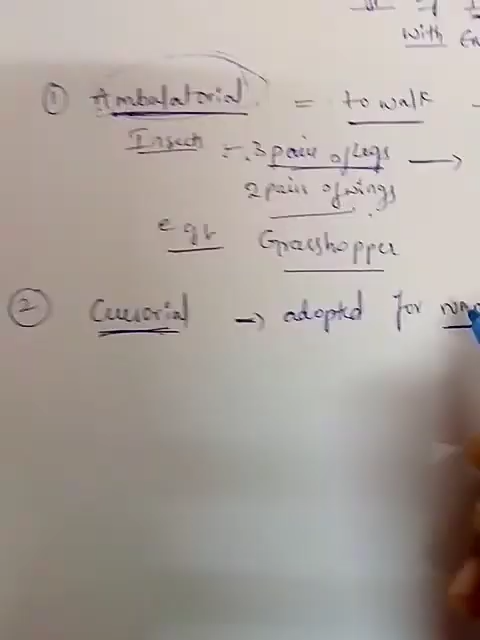 With
① Ambulatorial = to walk
Insects :- 3 pair of Legs →
2 pair of wings
eg:- Grasshopper
② Cursorial → adopted for